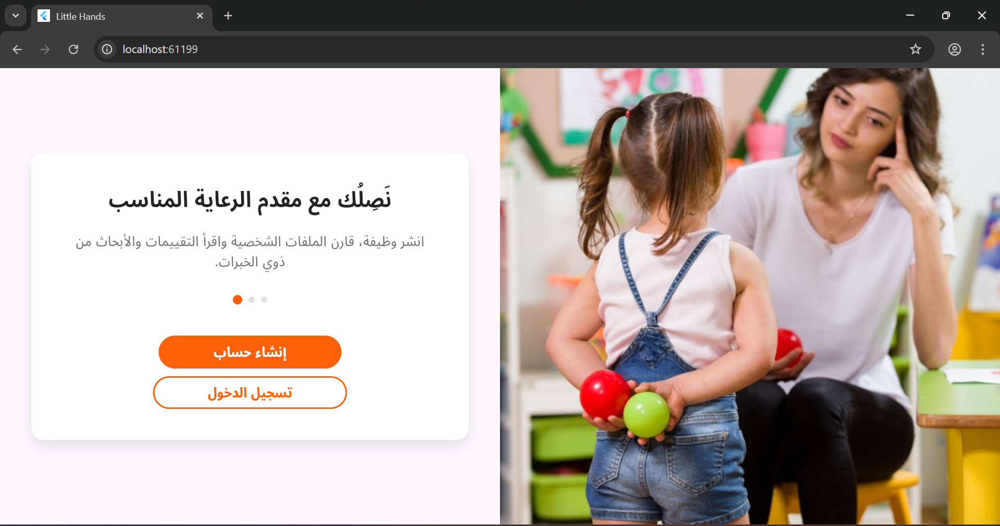 Little Hands
localhost:61199
نَصِلُك مع مقدم الرعاية المناسب
انشر وظيفة، قارن الملفات الشخصية واقرأ التقييمات والأبحاث من
ذوي الخبرات.
إنشاء حساب
تسجيل الدخول